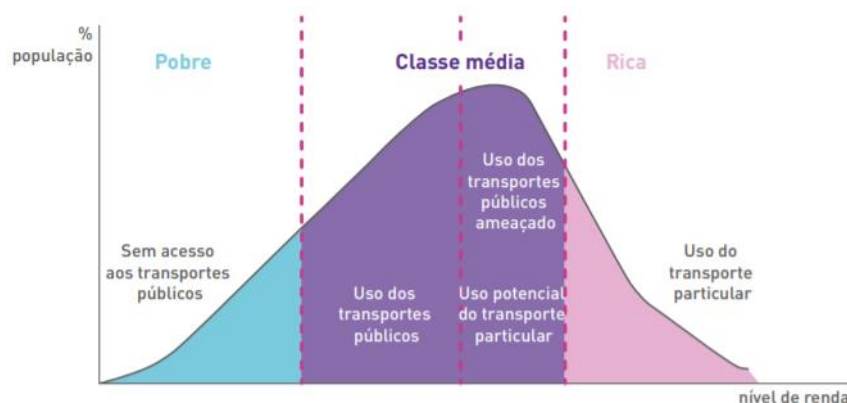 %
população
Pobre
Classe média
Rica
Sem acesso
aos transportes
públicos
Uso dos
transportes
públicos
Uso dos
transportes
públicos
ameaçado
Uso potencial
do transporte
particular
Uso do
transporte
particular
nível de renda